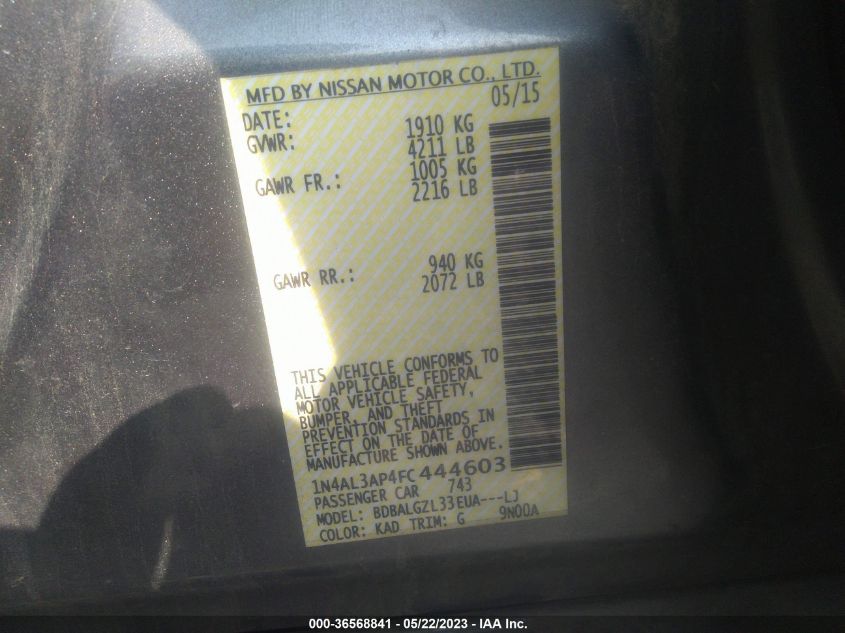 MFD BY NISSAN MOTOR CO., LTD.
DATE: 05/15
GVWR: 1910 KG
4211 LB
GAWR FR.: 1005 KG
2216 LB
GAWR RR.: 940 KG
2072 LB
THIS VEHICLE CONFORMS TO
ALL APPLICABLE FEDERAL
MOTOR VEHICLE SAFETY,
BUMPER, AND THEFT
PREVENTION STANDARDS IN
EFFECT ON THE DATE OF
MANUFACTURE SHOWN ABOVE.
1N4AL3AP4FC444603
PASSENGER CAR 743
MODEL: BDBALGZL33EUA---LJ
COLOR: KAD TRIM: G 9N00A
000-36568841 - 05/22/2023 - IAA Inc.